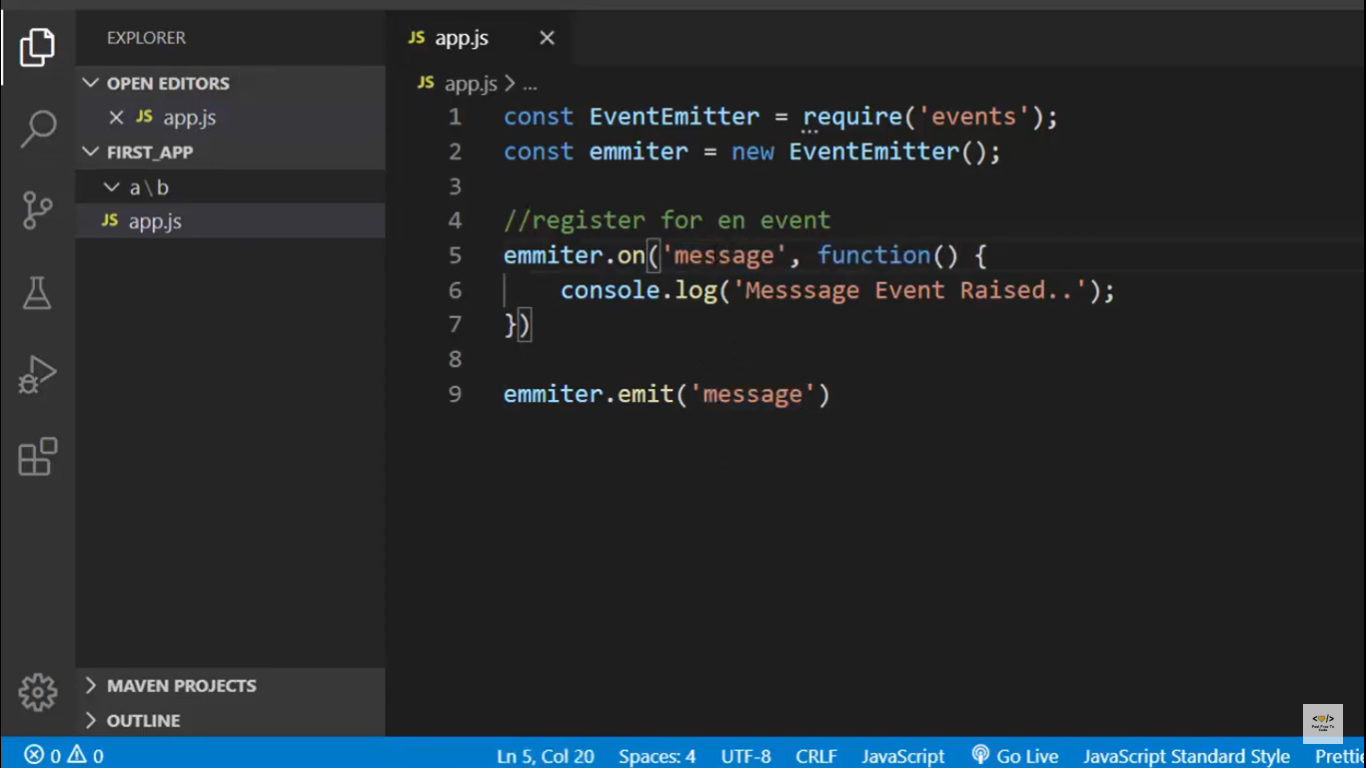 EXPLORER
OPEN EDITORS
JS app.js
FIRST_APP
a\b
JS app.js
MAVEN PROJECTS
OUTLINE
JS app.js
JS app.js > ...
1 const EventEmitter = require('events');
2 const emmiter = new EventEmitter();
3
4 //register for en event
5 emmiter.on('message', function() {
6 console.log('Messsage Event Raised..');
7 })
8
9 emmiter.emit('message')
0 0 Ln 5, Col 20 Spaces: 4 UTF-8 CRLF JavaScript Go Live JavaScript Standard Style Pretti